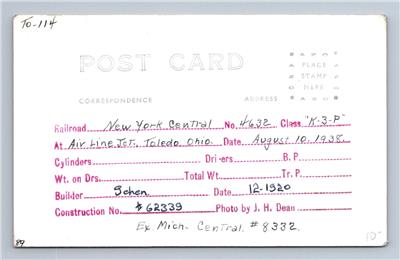 TO-114
POST CARD
PLACE
STAMP
HERE
CORRESPONDENCE ADDRESS
Railroad New York Central No. 4632 Class "K-3-P"
At Air Line Jct., Toledo, Ohio. Date August 10, 1938.
Cylinders Drivers B. P.
Wt. on Drs. Total Wt. Tr. P.
Builder Schen. Date 12-1920
Construction No. # 62339 Photo by J. H. Dean
Ex. Mich. Central. # 8332.